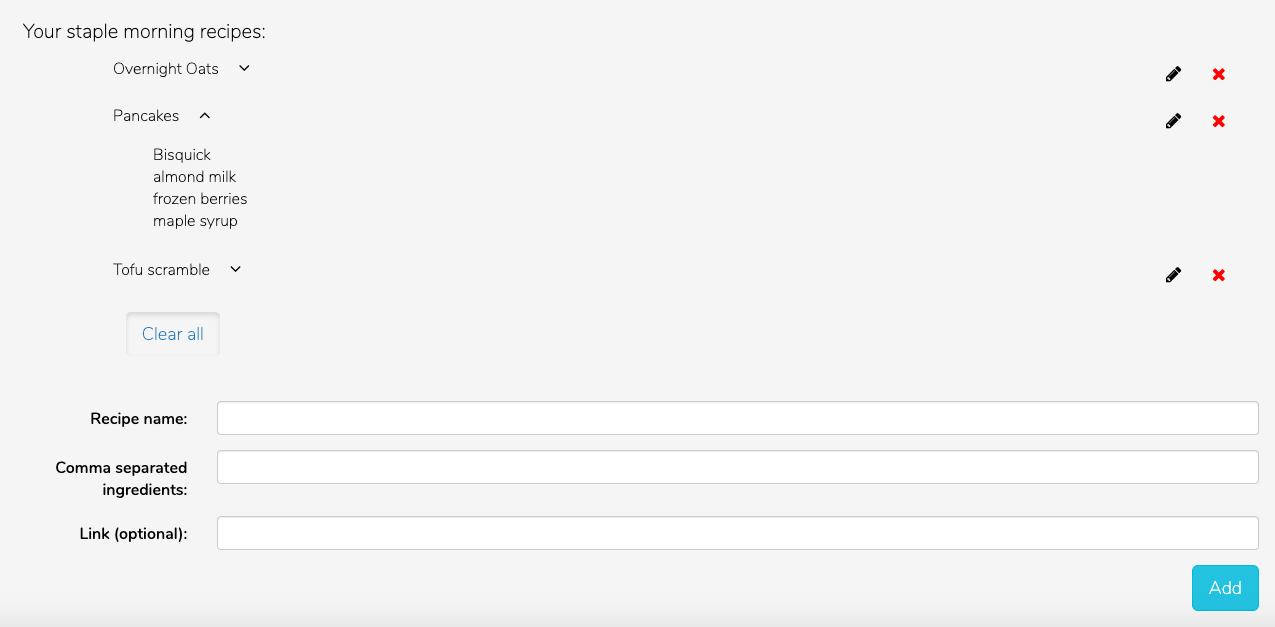 Your staple morning recipes:
Overnight Oats
Pancakes
Bisquick
almond milk
frozen berries
maple syrup
Tofu scramble
Clear all
Recipe name:
Comma separated
ingredients:
Link (optional):
Add